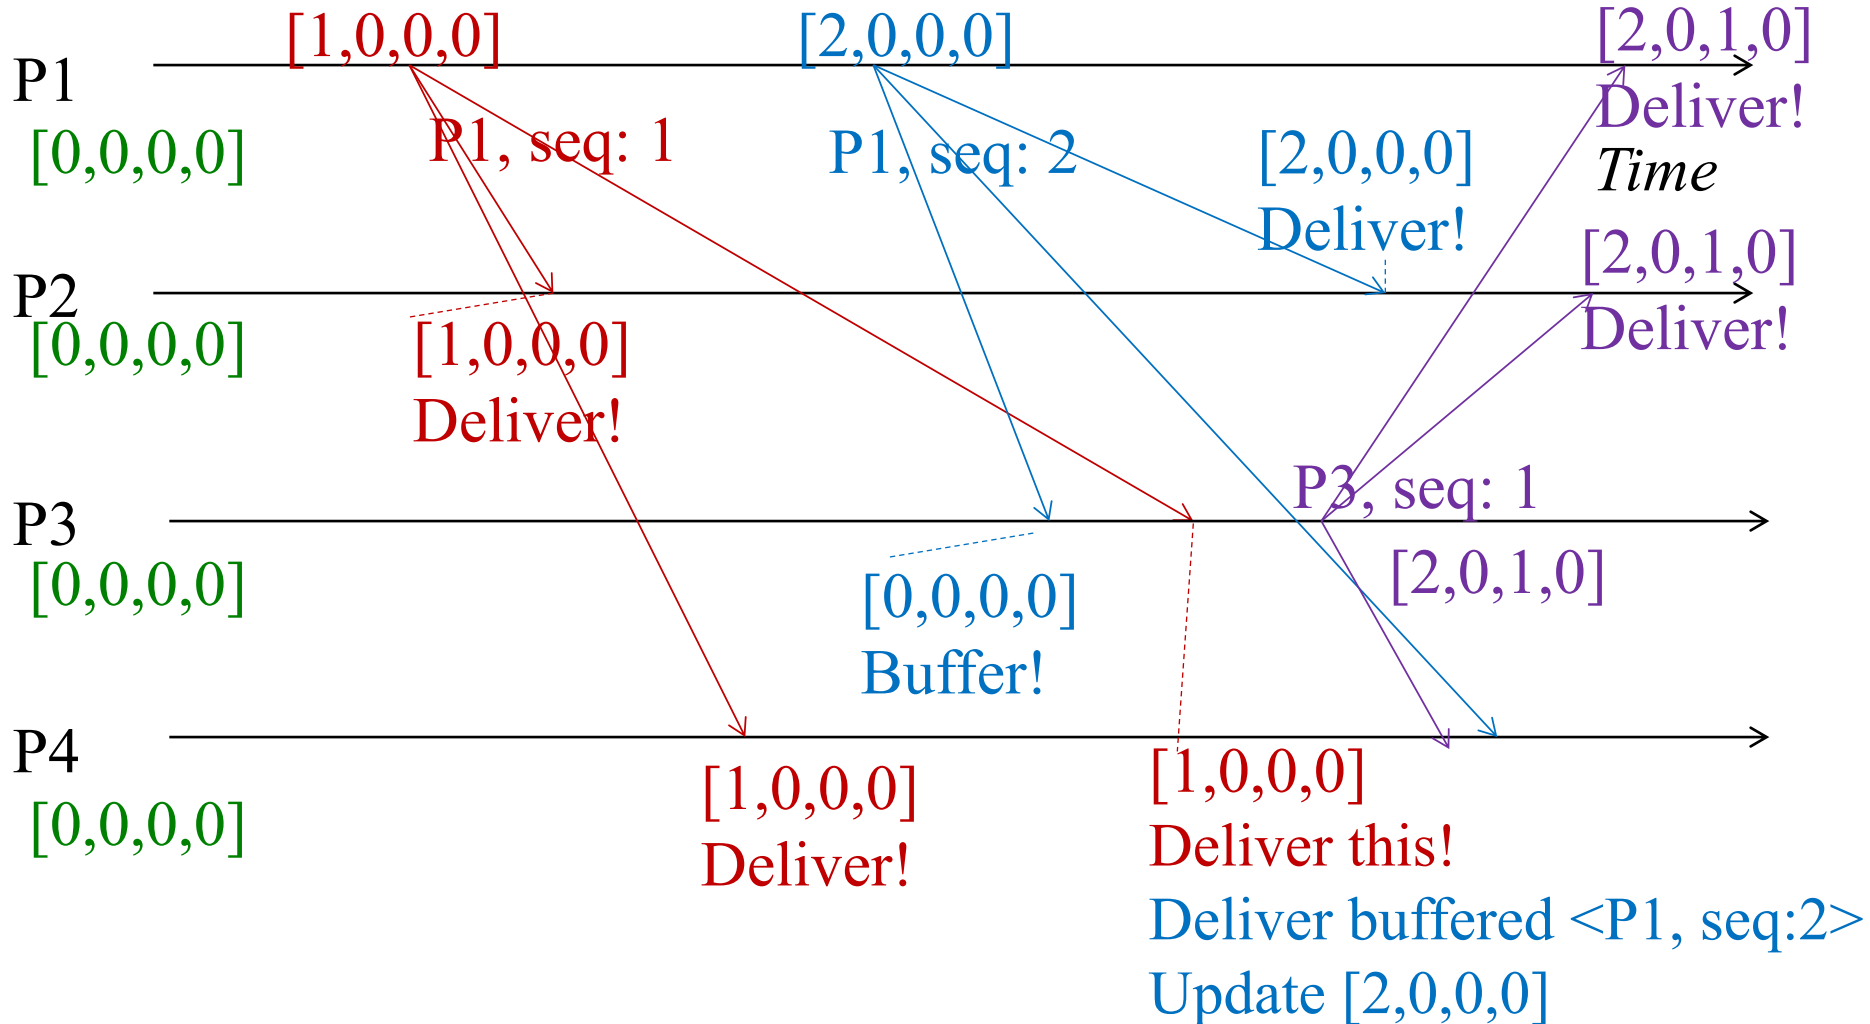 [1,0,0,0]
[2,0,0,0]
[2,0,1,0]
P1
Deliver!
[0,0,0,0]
P1, seq: 1
P1, seq: 2
[2,0,0,0]
Deliver!
Time
[2,0,1,0]
Deliver!
P2
[0,0,0,0]
[1,0,0,0]
Deliver!
P3, seq: 1
P3
[0,0,0,0]
[2,0,1,0]
[0,0,0,0]
Buffer!
P4
[0,0,0,0]
[1,0,0,0]
Deliver!
[1,0,0,0]
Deliver this!
Deliver buffered <P1, seq:2>
Update [2,0,0,0]